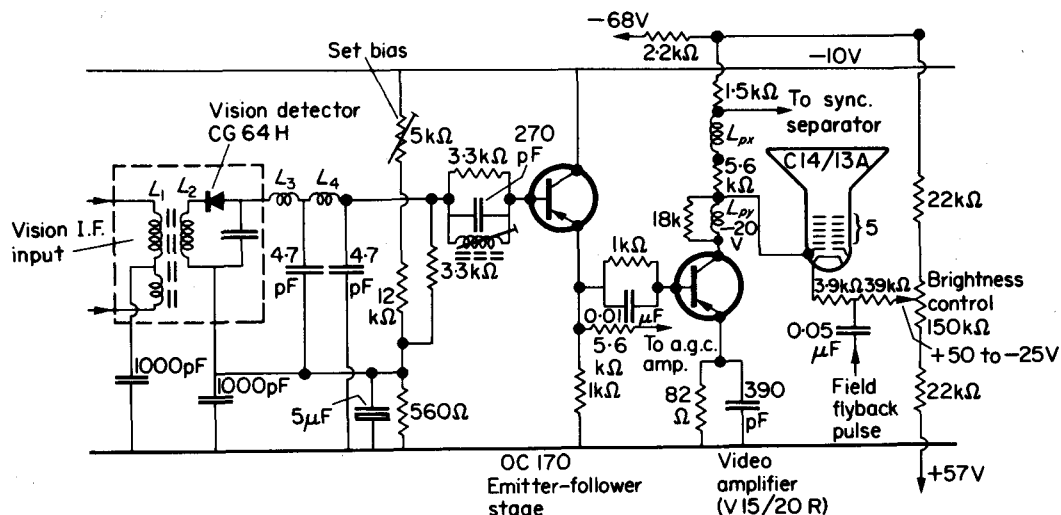 −68V
2.2kΩ
−10V
Set bias
1.5kΩ
To sync.
separator
Vision detector
CG 64 H
5kΩ
270
pF
3.3kΩ
Lpx
5.6
kΩ
C14/13A
L1
L2
L3
L4
18k
Lpy
−20
V
5
22kΩ
Vision I.F.
input
4.7
pF
4.7
pF
3.3kΩ
1kΩ
12
kΩ
3.9kΩ
39kΩ
Brightness
control
150kΩ
0.01
μF
To a.g.c.
amp.
5.6
kΩ
0.05
μF
+50 to −25V
1000pF
1000pF
1kΩ
Field
flyback
pulse
22kΩ
5μF
560Ω
82
Ω
390
pF
OC 170
Emitter-follower
stage
Video
amplifier
(V15/20 R)
+57V